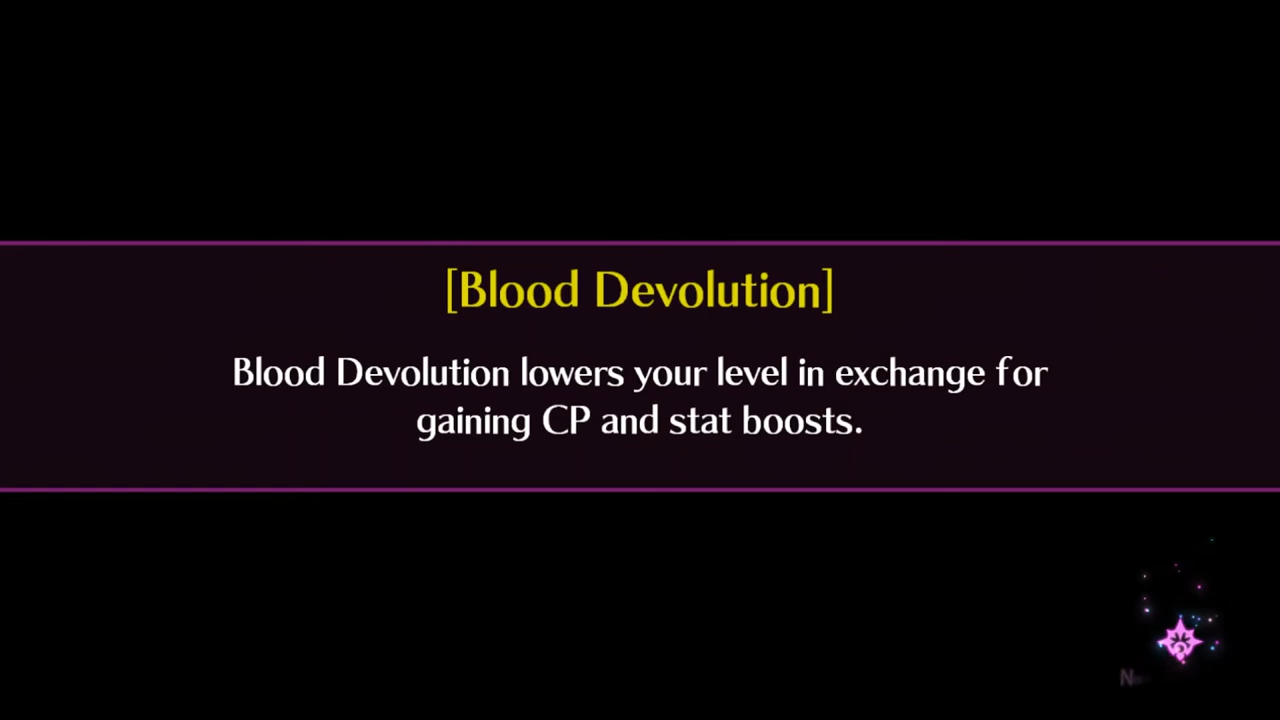 [Blood Devolution]
Blood Devolution lowers your level in exchange for
gaining CP and stat boosts.